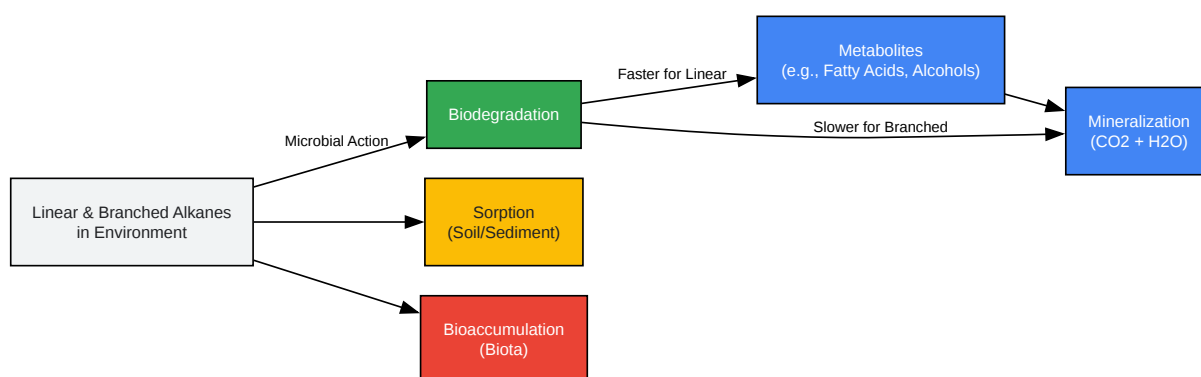 Linear & Branched Alkanes
in Environment
Microbial Action
Biodegradation
Sorption
(Soil/Sediment)
Bioaccumulation
(Biota)
Faster for Linear
Slower for Branched
Metabolites
(e.g., Fatty Acids, Alcohols)
Mineralization
(CO2 + H2O)